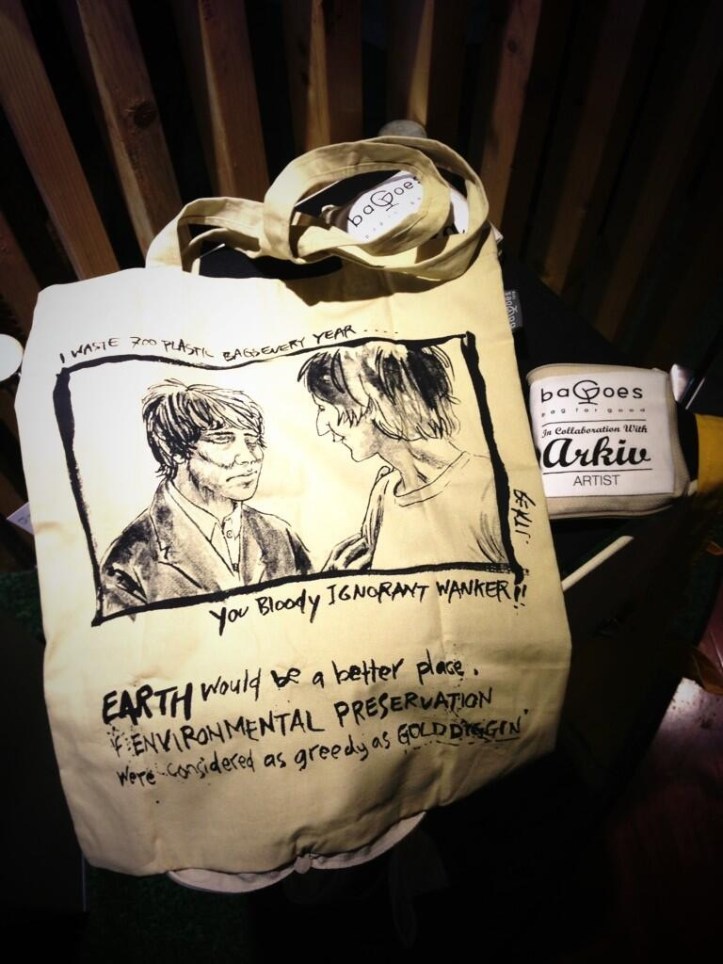 baGoes
I WASTE 700 PLASTIC BAGS EVERY YEAR ....
YOU Bloody IGNORANT WANKER!!
EARTH would be a better place.
if ENVIRONMENTAL PRESERVATION
were considered as greedy as GOLD DIGGIN'
baGoes
bag for good
In Collaboration With
Arkiv
ARTIST